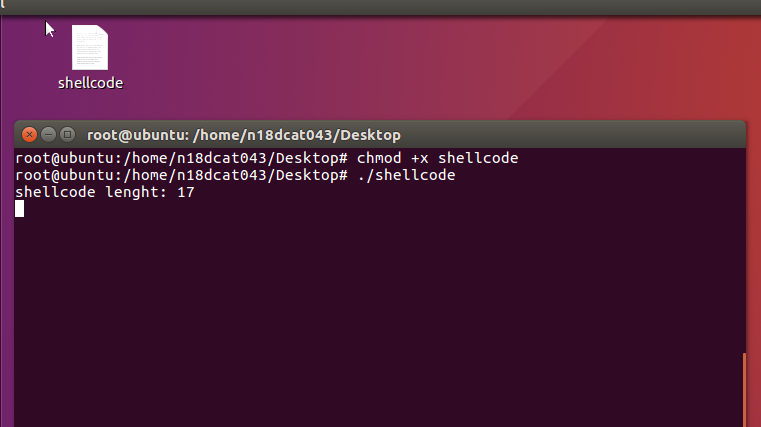 shellcode
root@ubuntu: /home/n18dcat043/Desktop
root@ubuntu:/home/n18dcat043/Desktop# chmod +x shellcode
root@ubuntu:/home/n18dcat043/Desktop# ./shellcode
shellcode lenght: 17